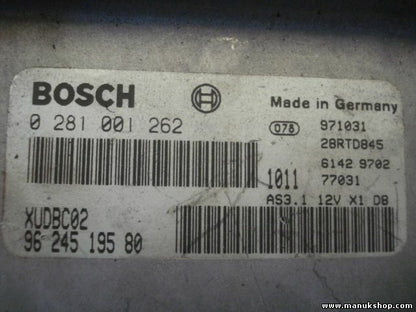 BOSCH
Made in Germany
0 281 001 262
078 971031
28RTD845
6142 9702
1011 77031
AS3.1 12V X1 D8
XUDBC02
96 245 195 80
www.manukshop.com